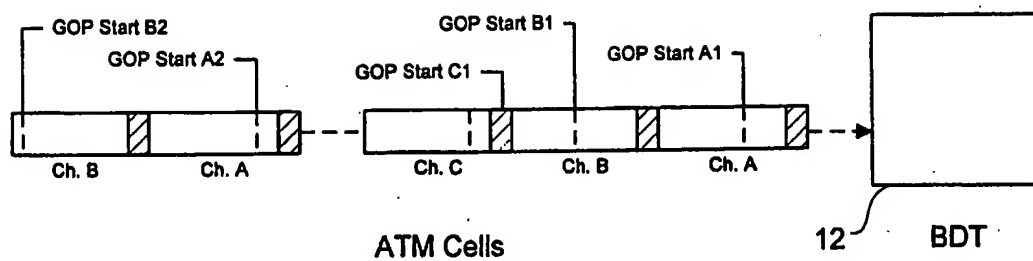 GOP Start B2
GOP Start A2
GOP Start C1
GOP Start B1
GOP Start A1
Ch. B
Ch. A
Ch. C
Ch. B
Ch. A
ATM Cells
12
BDT